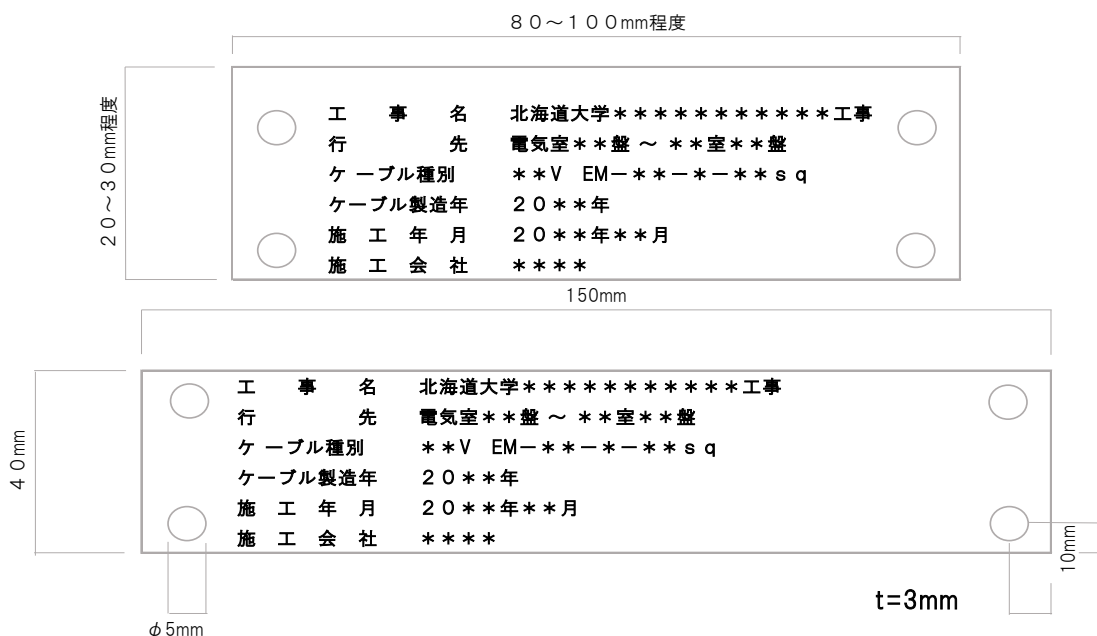 80～100mm程度
20～30mm程度
工事名 北海道大学＊＊＊＊＊＊＊＊＊＊＊工事
行先 電気室＊＊盤 ～ ＊＊室＊＊盤
ケーブル種別 ＊＊V EM－＊＊－＊－＊＊sq
ケーブル製造年 20＊＊年
施工年月 20＊＊年＊＊月
施工会社 ＊＊＊＊
150mm
40mm
工事名 北海道大学＊＊＊＊＊＊＊＊＊＊＊工事
行先 電気室＊＊盤 ～ ＊＊室＊＊盤
ケーブル種別 ＊＊V EM－＊＊－＊－＊＊sq
ケーブル製造年 20＊＊年
施工年月 20＊＊年＊＊月
施工会社 ＊＊＊＊
10mm
t=3mm
φ5mm